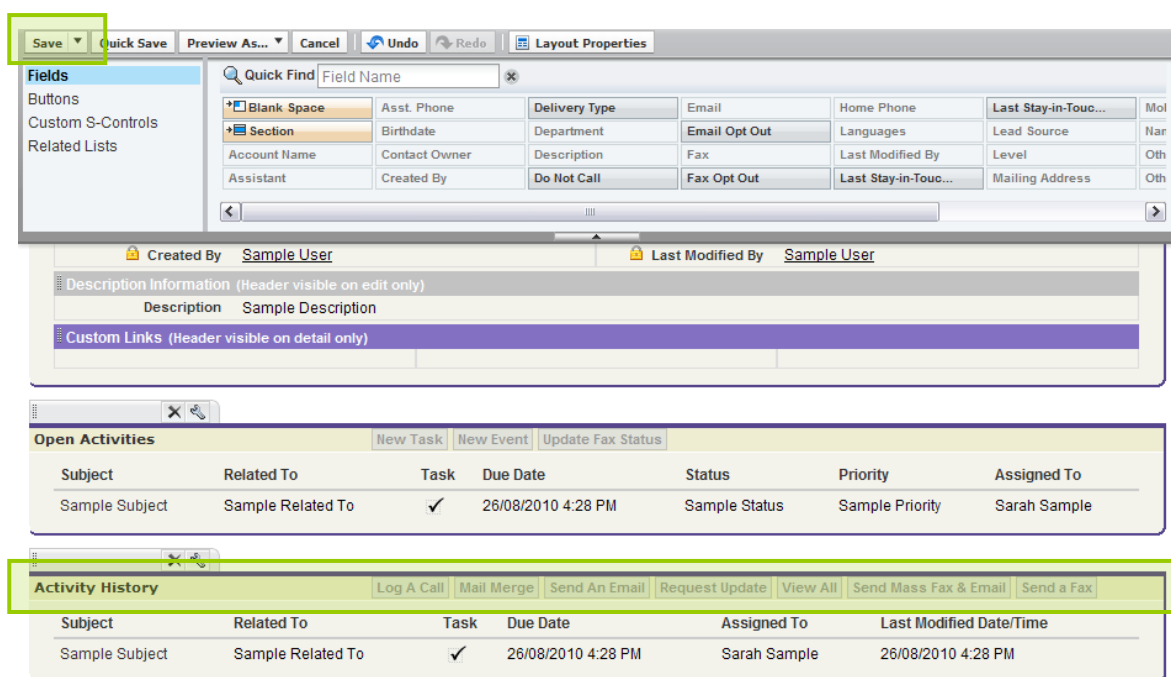 Save Quick Save Preview As... Cancel Undo Redo Layout Properties
Fields
Buttons
Custom S-Controls
Related Lists
Quick Find Field Name
Blank Space Asst. Phone Delivery Type Email Home Phone Last Stay-in-Touc... Mol
Section Birthdate Department Email Opt Out Languages Lead Source Nar
Account Name Contact Owner Description Fax Last Modified By Level Oth
Assistant Created By Do Not Call Fax Opt Out Last Stay-in-Touc... Mailing Address Oth
Created By Sample User Last Modified By Sample User
Description Information (Header visible on edit only)
Description Sample Description
Custom Links (Header visible on detail only)
Open Activities New Task New Event Update Fax Status
Subject Related To Task Due Date Status Priority Assigned To
Sample Subject Sample Related To 26/08/2010 4:28 PM Sample Status Sample Priority Sarah Sample
Activity History Log A Call Mail Merge Send An Email Request Update View All Send Mass Fax & Email Send a Fax
Subject Related To Task Due Date Assigned To Last Modified Date/Time
Sample Subject Sample Related To 26/08/2010 4:28 PM Sarah Sample 26/08/2010 4:28 PM